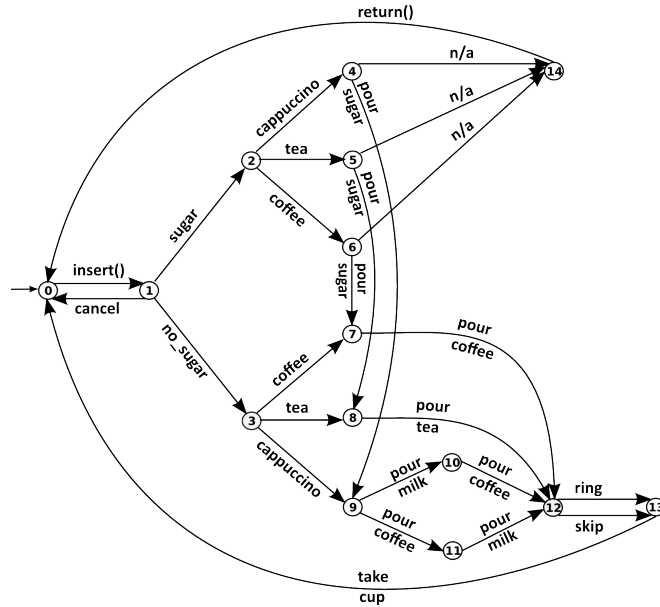 return()
n/a
4
14
pour
sugar
cappuccino
n/a
n/a
tea
2
5
pour
sugar
coffee
sugar
6
insert()
pour
sugar
0
1
cancel
no_sugar
7
pour
coffee
coffee
tea
3
8
pour
tea
cappuccino
10
pour
milk
pour
coffee
ring
9
12
13
pour
coffee
pour
milk
skip
11
take
cup